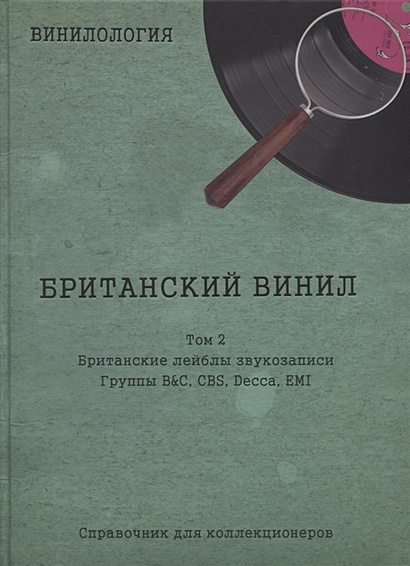 ВИНИЛОЛОГИЯ
БРИТАНСКИЙ ВИНИЛ
Том 2
Британские лейблы звукозаписи
Группы B&C, CBS, Decca, EMI
Справочник для коллекционеров